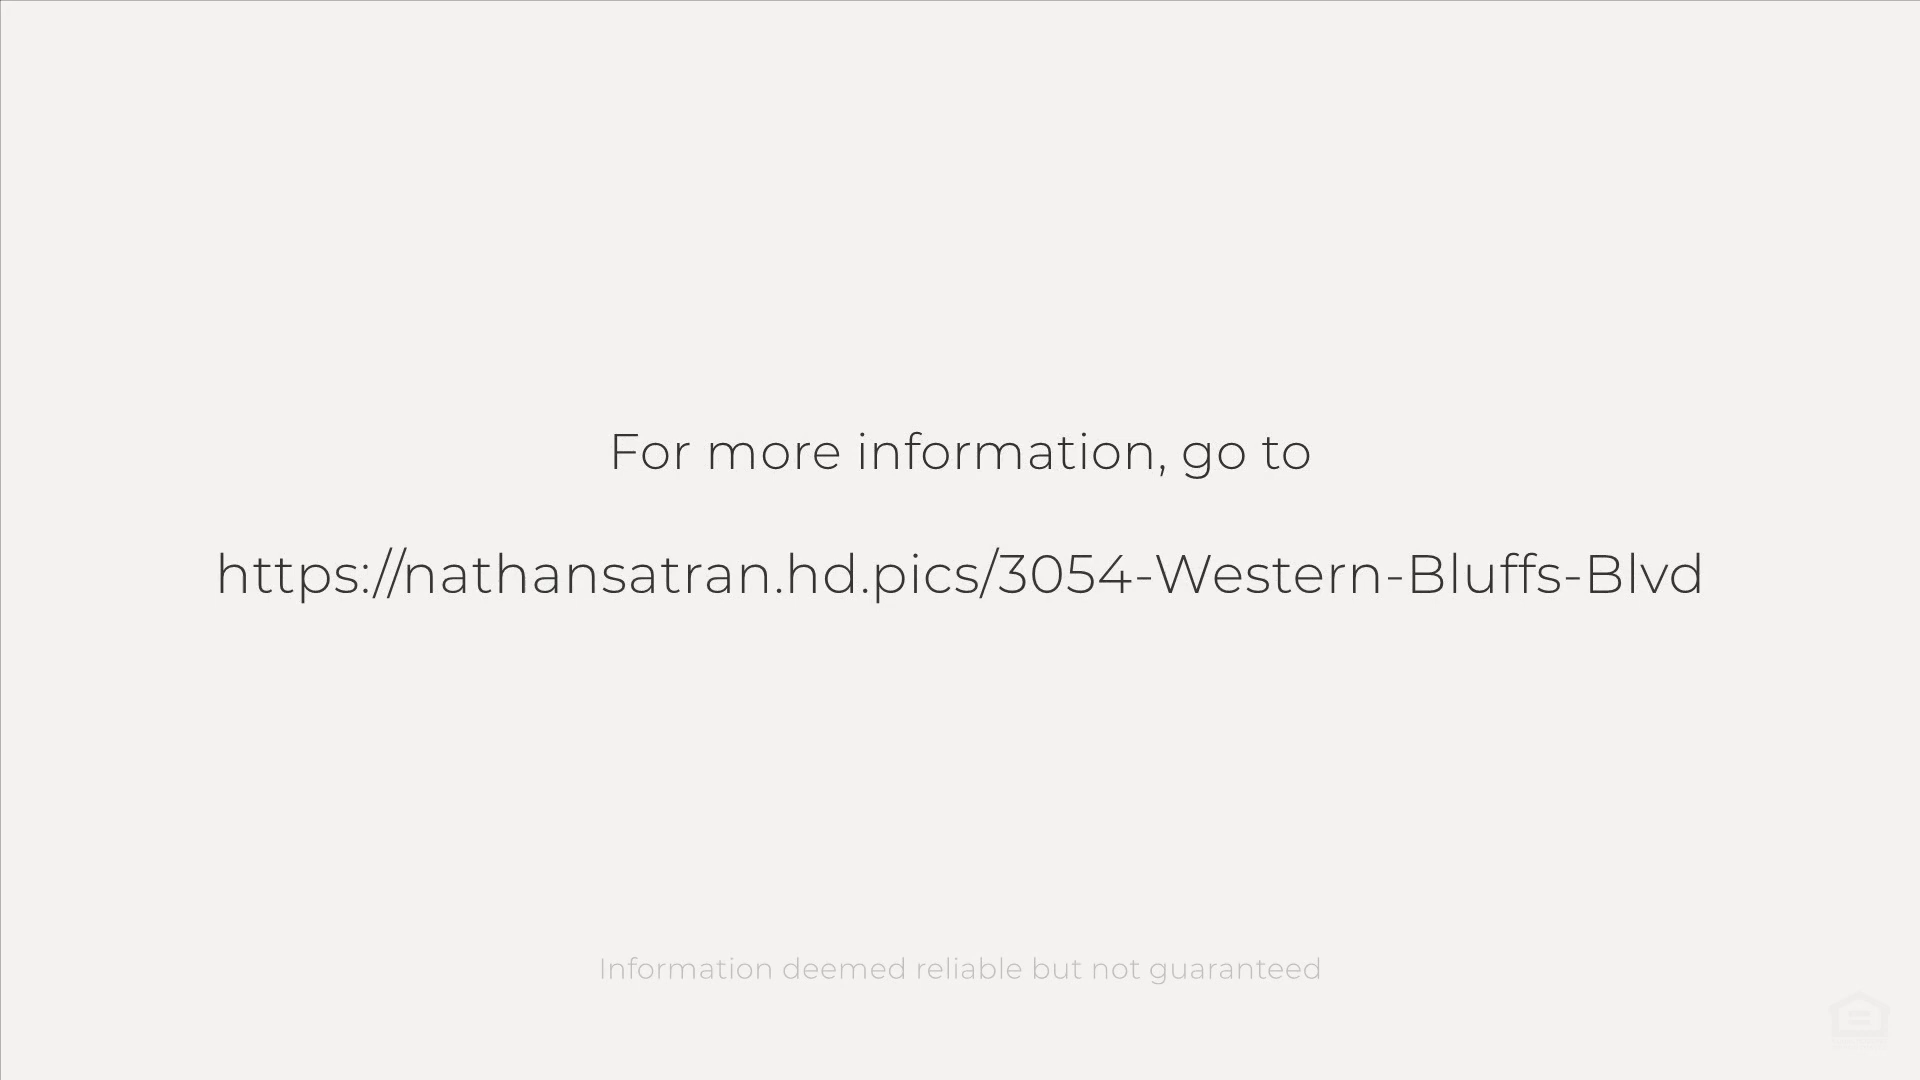 For more information, go to
https://nathansatran.hd.pics/3054-Western-Bluffs-Blvd
Information deemed reliable but not guaranteed